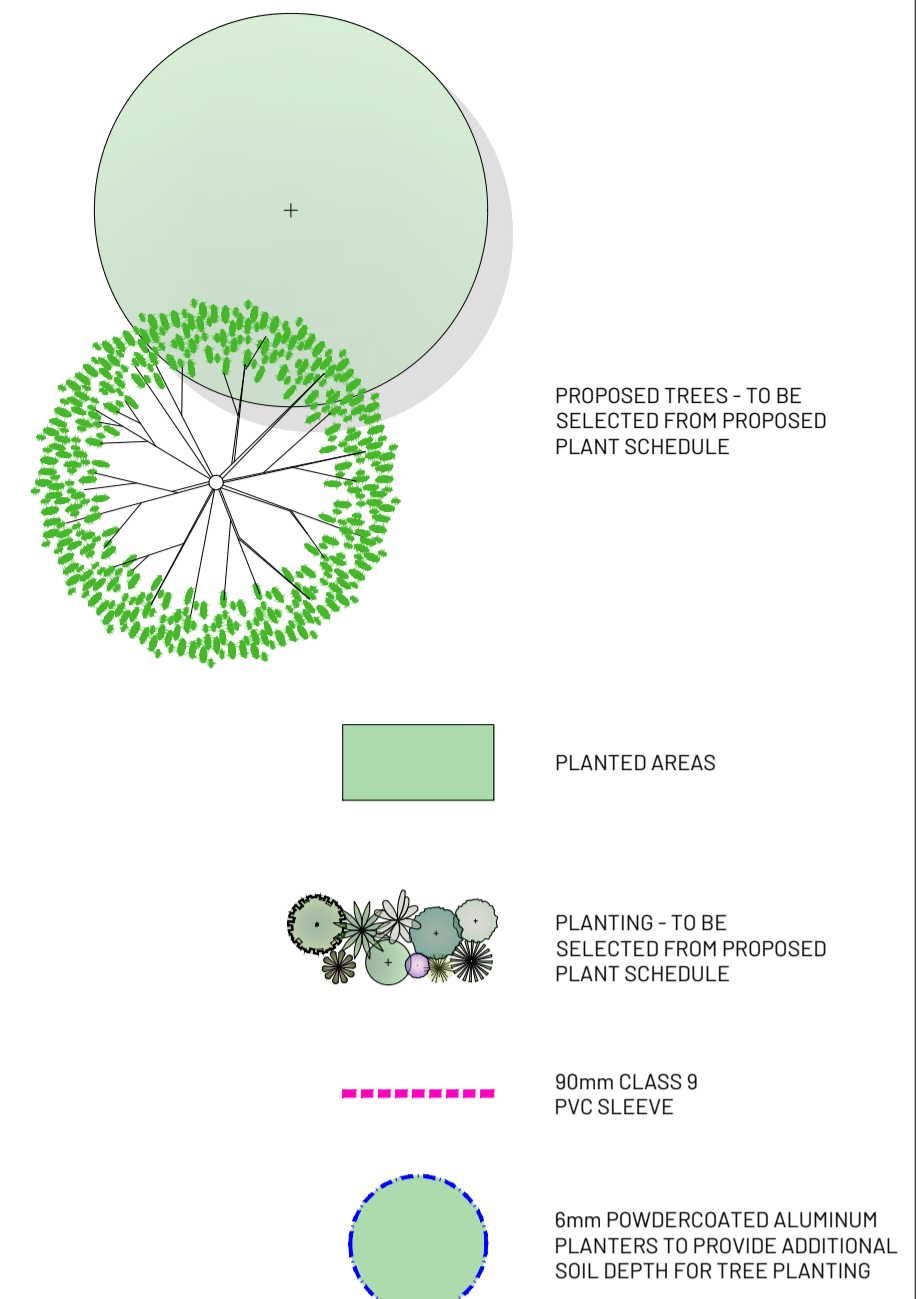 PROPOSED TREES - TO BE
SELECTED FROM PROPOSED
PLANT SCHEDULE
PLANTED AREAS
PLANTING - TO BE
SELECTED FROM PROPOSED
PLANT SCHEDULE
90mm CLASS 9
PVC SLEEVE
6mm POWDERCOATED ALUMINUM
PLANTERS TO PROVIDE ADDITIONAL
SOIL DEPTH FOR TREE PLANTING